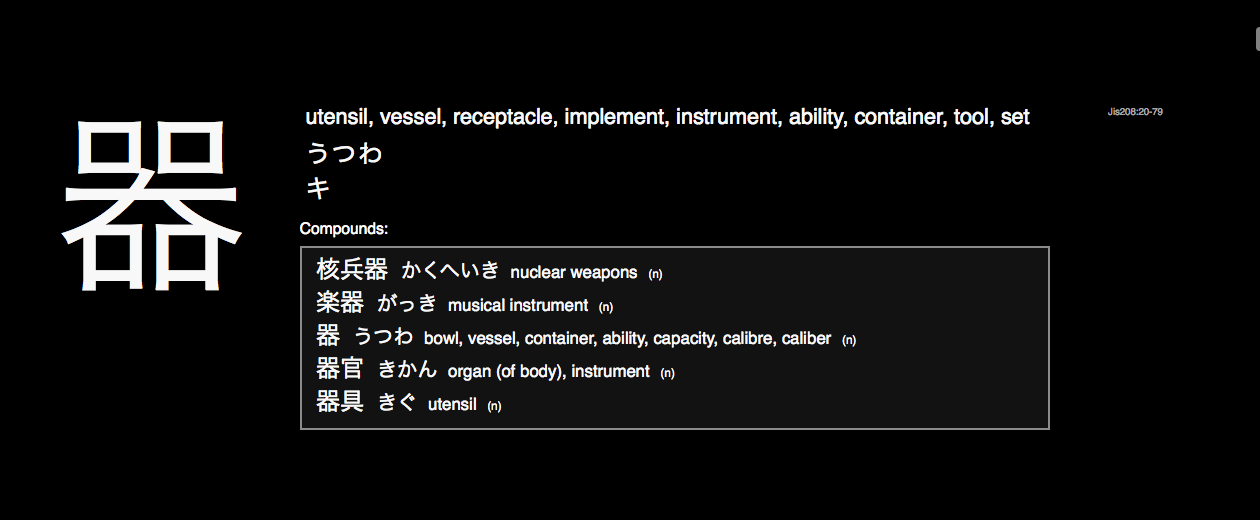 器
utensil, vessel, receptacle, implement, instrument, ability, container, tool, set
Jis208:20-79
うつわ
キ
Compounds:
核兵器 かくへいき nuclear weapons (n)
楽器 がっき musical instrument (n)
器 うつわ bowl, vessel, container, ability, capacity, calibre, caliber (n)
器官 きかん organ (of body), instrument (n)
器具 きぐ utensil (n)